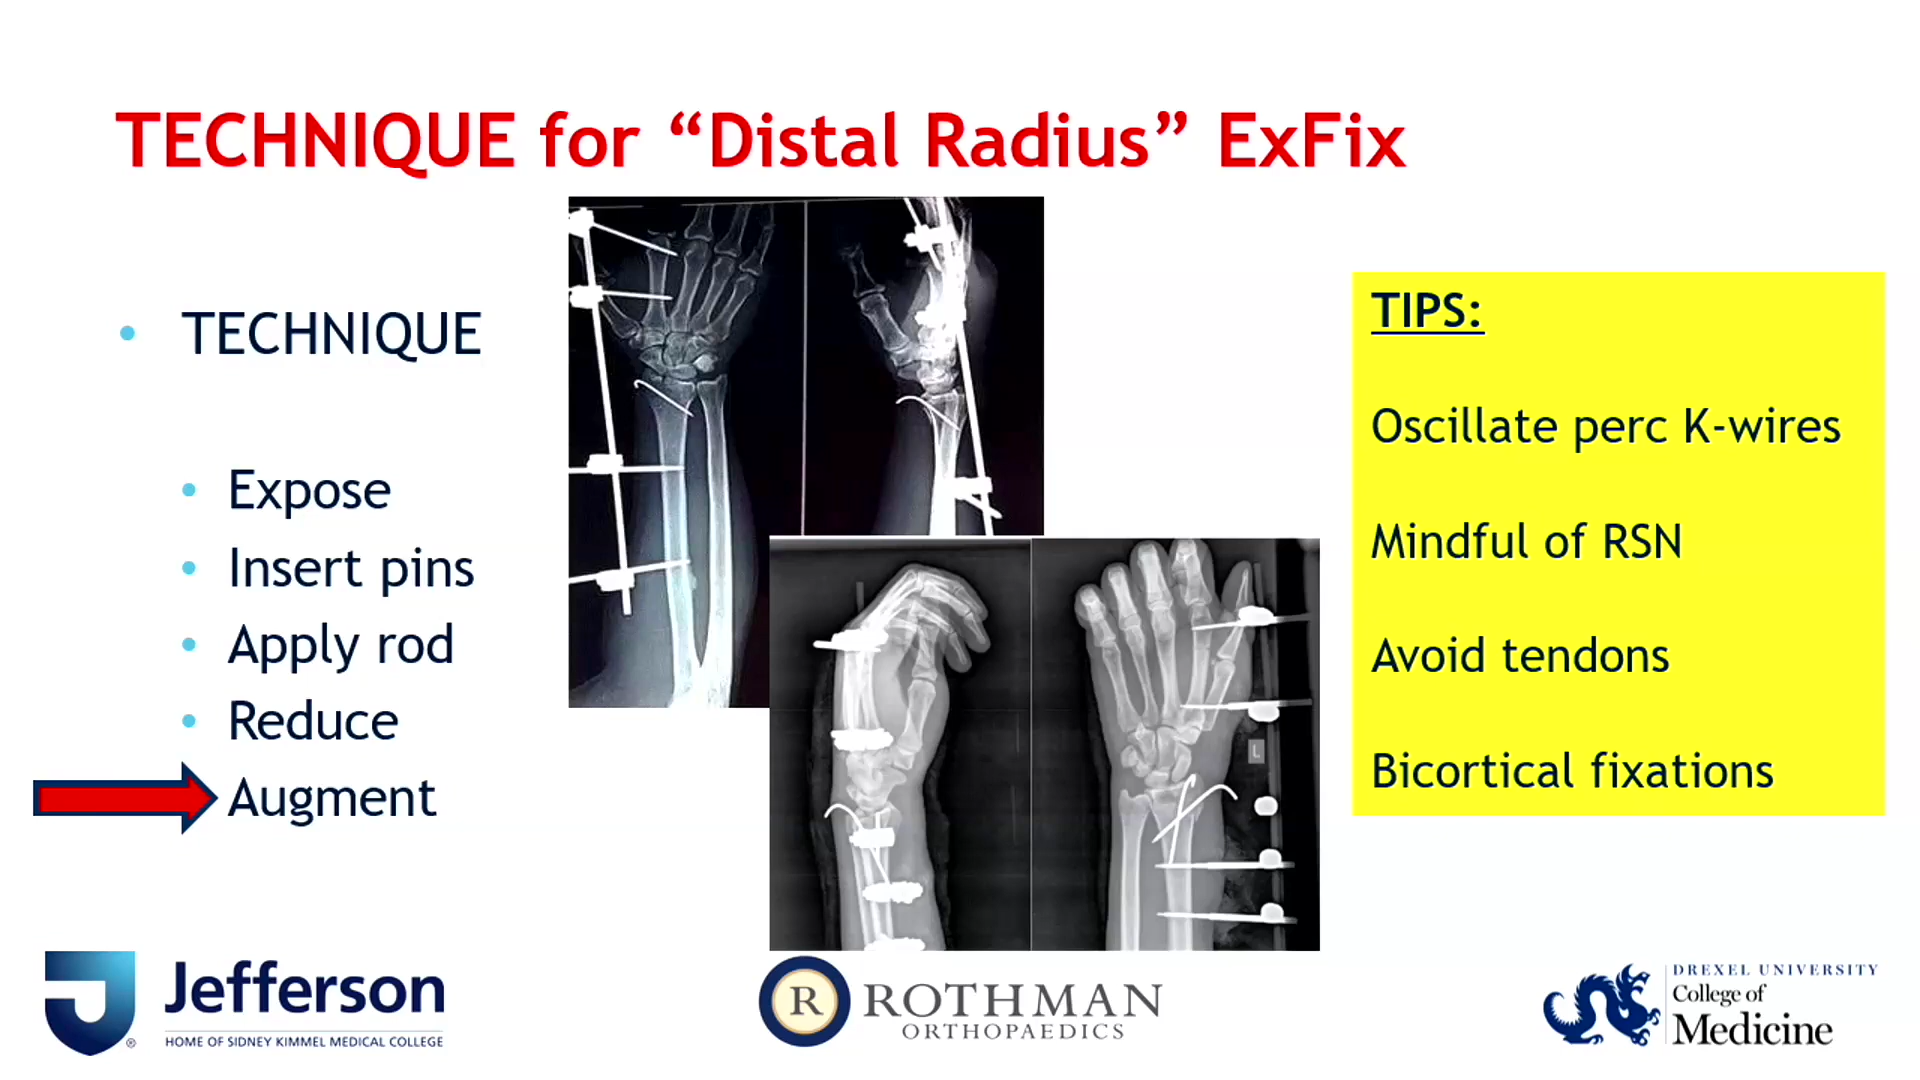 TECHNIQUE for “Distal Radius” ExFix
TECHNIQUE
Expose
Insert pins
Apply rod
Reduce
Augment
L
TIPS:
Oscillate perc K-wires
Mindful of RSN
Avoid tendons
Bicortical fixations
Jefferson
HOME OF SIDNEY KIMMEL MEDICAL COLLEGE
R ROTHMAN
ORTHOPAEDICS
DREXEL UNIVERSITY
College of
Medicine